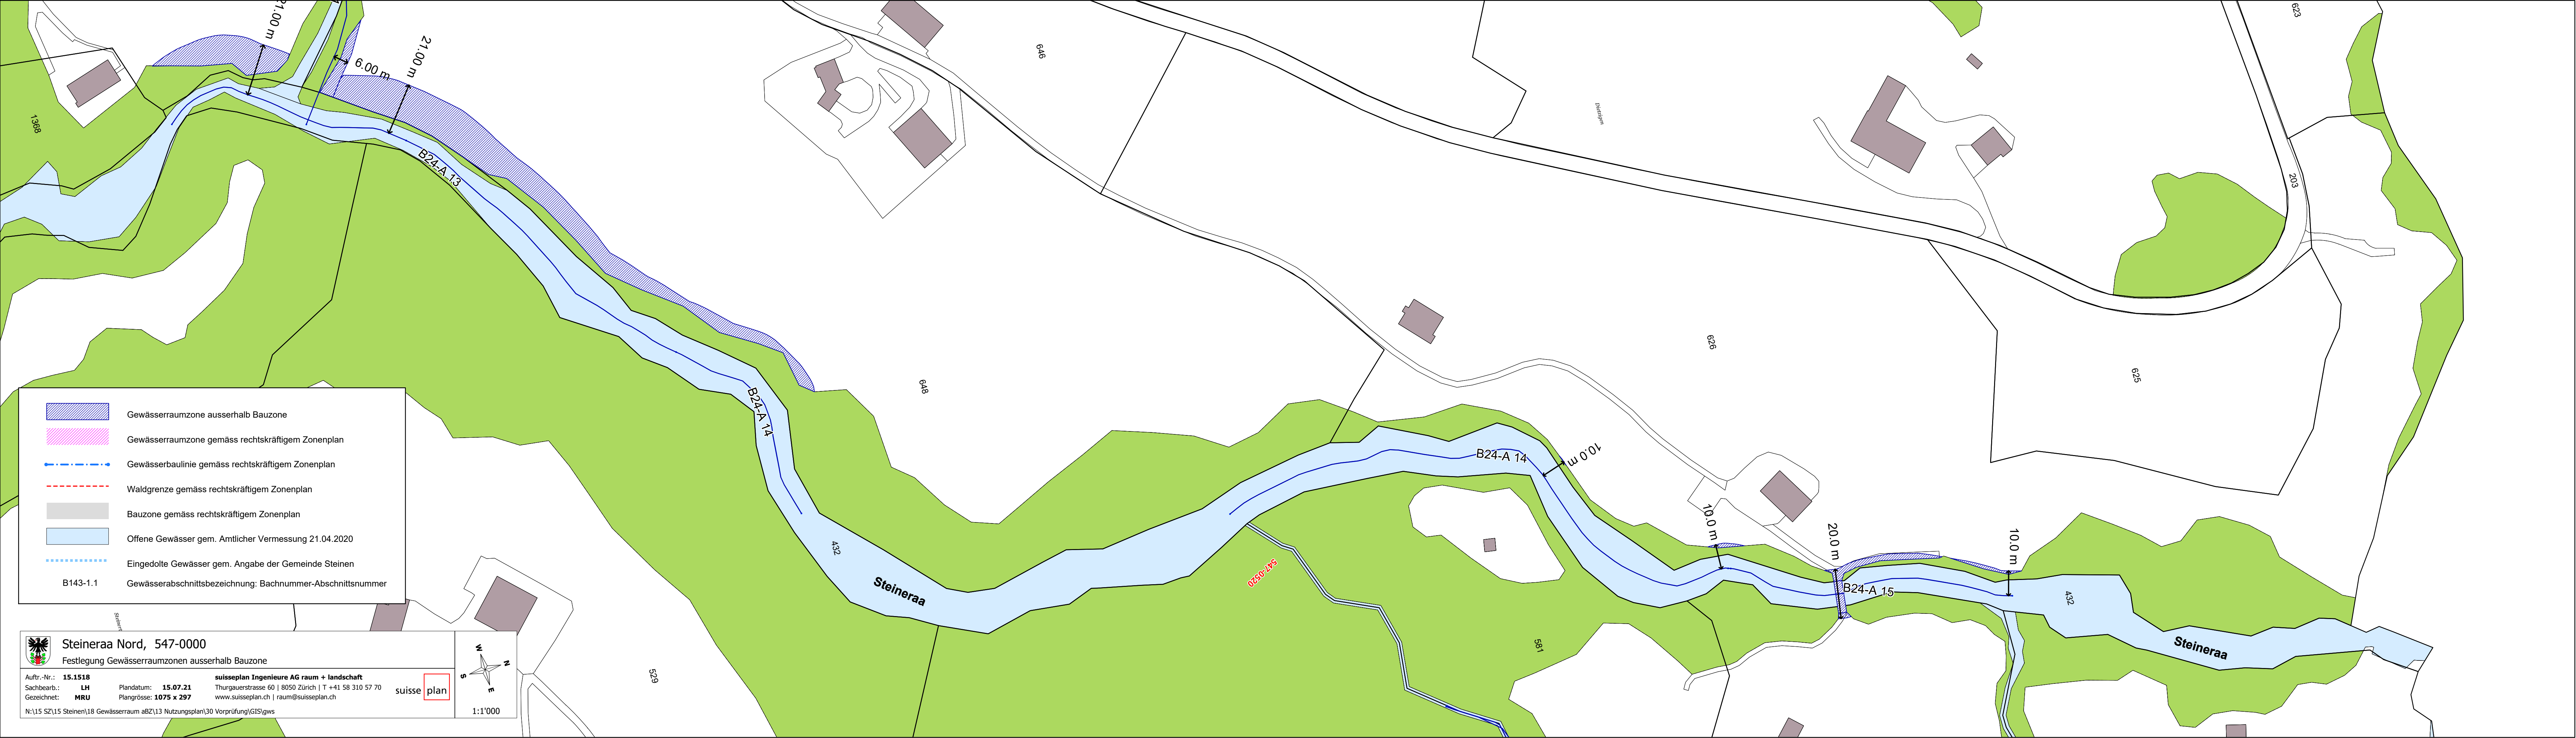 21.00 m
6.00 m
21.00 m
646
623
Diettigen
1368
B24-A 13
203
626
648
625
B24-A 14
B24-A 14
10.0 m
10.0 m
20.0 m
10.0 m
432
Steineraa
547-0520
B24-A 15
432
Steineraa
581
529
Gewässerraumzone ausserhalb Bauzone
Gewässerraumzone gemäss rechtskräftigem Zonenplan
Gewässerbaulinie gemäss rechtskräftigem Zonenplan
Waldgrenze gemäss rechtskräftigem Zonenplan
Bauzone gemäss rechtskräftigem Zonenplan
Offene Gewässer gem. Amtlicher Vermessung 21.04.2020
Eingedolte Gewässer gem. Angabe der Gemeinde Steinen
B143-1.1 Gewässerabschnittsbezeichnung: Bachnummer-Abschnittsnummer
Steineraa Nord, 547-0000
Festlegung Gewässerraumzonen ausserhalb Bauzone
Auftr.-Nr.: 15.1518 suisseplan Ingenieure AG raum + landschaft
Sachbearb.: LH Plandatum: 15.07.21 Thurgauerstrasse 60 | 8050 Zürich | T +41 58 310 57 70
Gezeichnet: MRU Plangrösse: 1075 x 297 www.suisseplan.ch | raum@suisseplan.ch
suisse plan
N:\15 SZ\15 Steinen\18 Gewässerraum aBZ\13 Nutzungsplan\30 Vorprüfung\GIS\gws
W
N
S
E
1:1'000